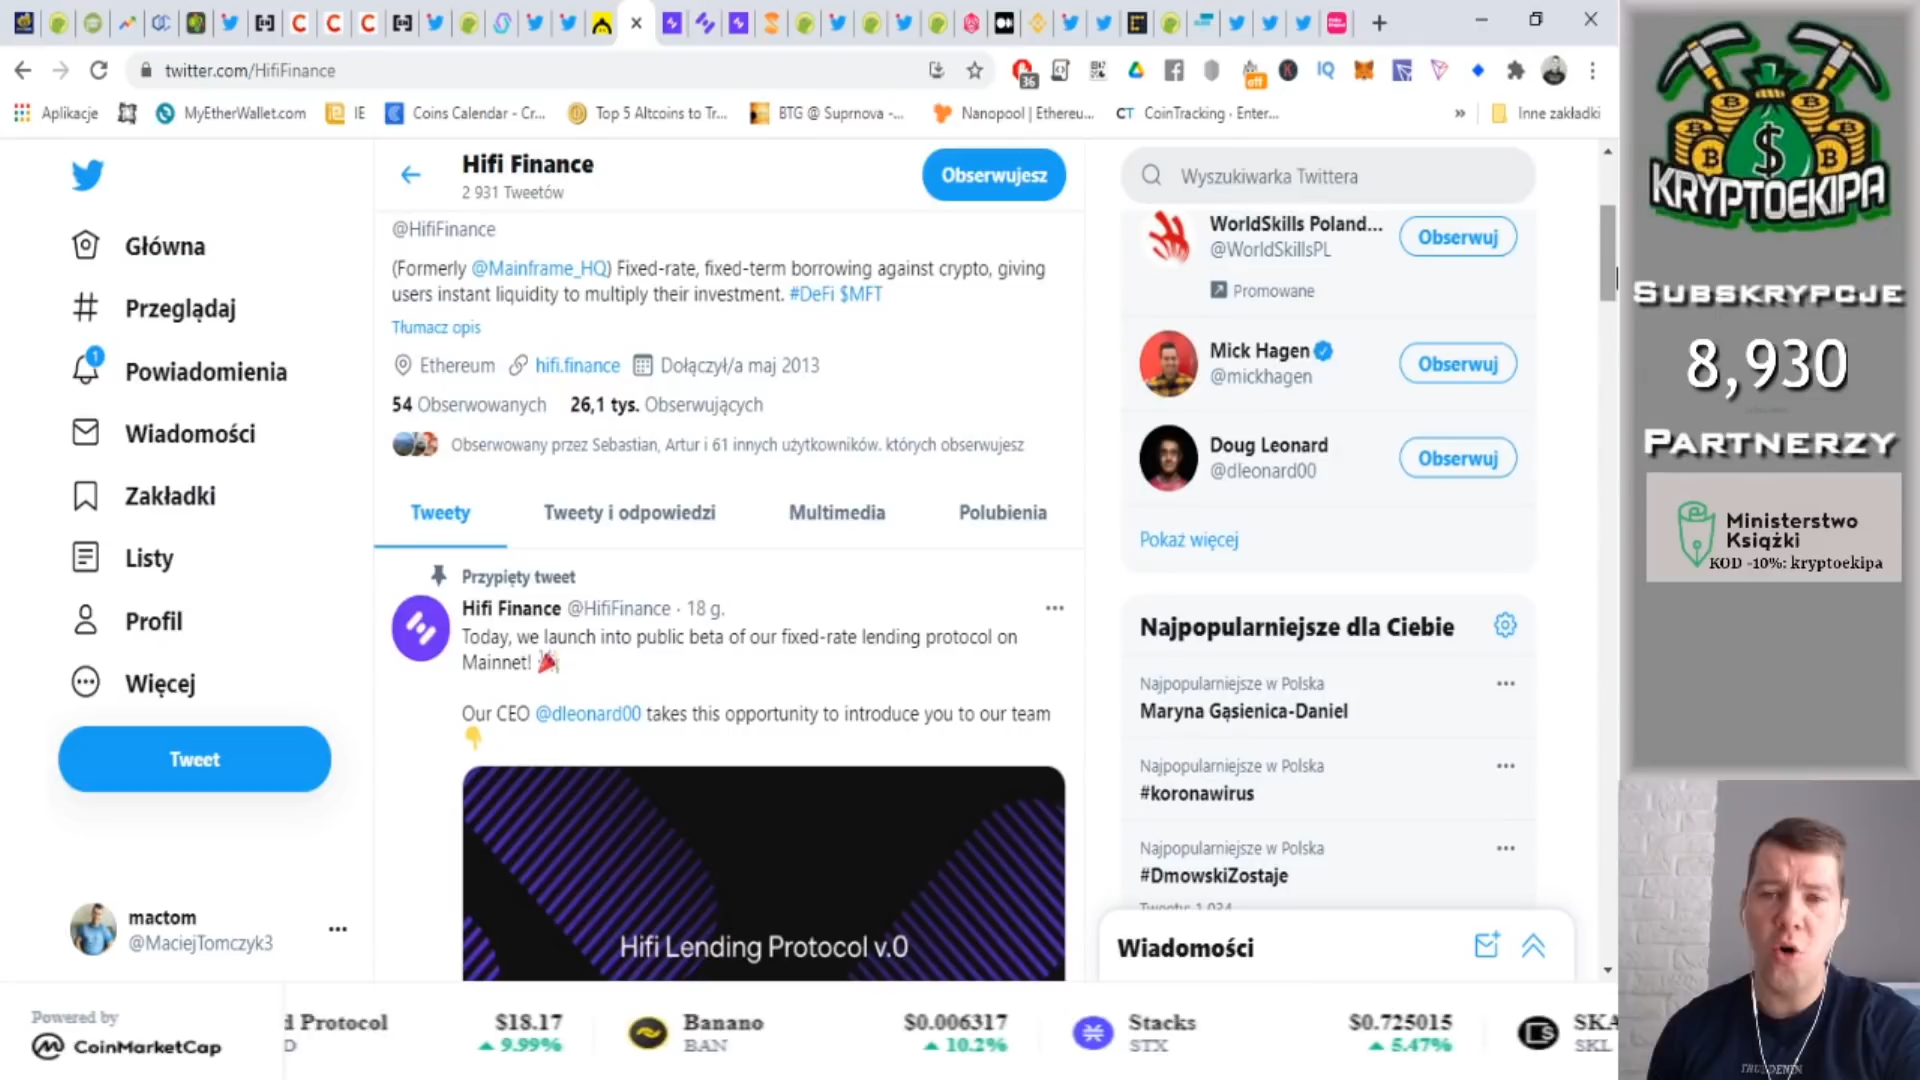 twitter.com/HifiFinance
36
off
IQ
Aplikacje
MyEtherWallet.com
IE
Coins Calendar - Cr...
Top 5 Altcoins to Tr...
BTG @ Suprnova -...
Nanopool | Ethereu...
CT CoinTracking · Enter...
»
Inne zakładki
Główna
Przeglądaj
1
Powiadomienia
Wiadomości
Zakładki
Listy
Profil
Więcej
Tweet
mactom
@MaciejTomczyk3
Hifi Finance
2 931 Tweetów
Obserwujesz
@HifiFinance
(Formerly @Mainframe_HQ) Fixed-rate, fixed-term borrowing against crypto, giving
users instant liquidity to multiply their investment. #DeFi $MFT
Tłumacz opis
Ethereum hifi.finance Dołączył/a maj 2013
54 Obserwowanych 26,1 tys. Obserwujących
Obserwowany przez Sebastian, Artur i 61 innych użytkowników. których obserwujesz
Tweety
Tweety i odpowiedzi
Multimedia
Polubienia
Przypięty tweet
Hifi Finance @HifiFinance · 18 g.
Today, we launch into public beta of our fixed-rate lending protocol on
Mainnet!
Our CEO @dleonard00 takes this opportunity to introduce you to our team
Hifi Lending Protocol v.0
Wyszukiwarka Twittera
WorldSkills Poland...
@WorldSkillsPL
Obserwuj
Promowane
Mick Hagen
@mickhagen
Obserwuj
Doug Leonard
@dleonard00
Obserwuj
Pokaż więcej
Najpopularniejsze dla Ciebie
Najpopularniejsze w Polska
Maryna Gąsienica-Daniel
Najpopularniejsze w Polska
#koronawirus
Najpopularniejsze w Polska
#DmowskiZostaje
Tweety: 1 034
Wiadomości
KRYPTOEKIPA
SUBSKRYPCJE
8,930
PARTNERZY
Ministerstwo
Książki
KOD -10%: kryptoekipa
Powered by
CoinMarketCap
d Protocol
D
$18.17
9.99%
Banano
BAN
$0.006317
10.2%
Stacks
STX
$0.725015
5.47%
SKA
SKL